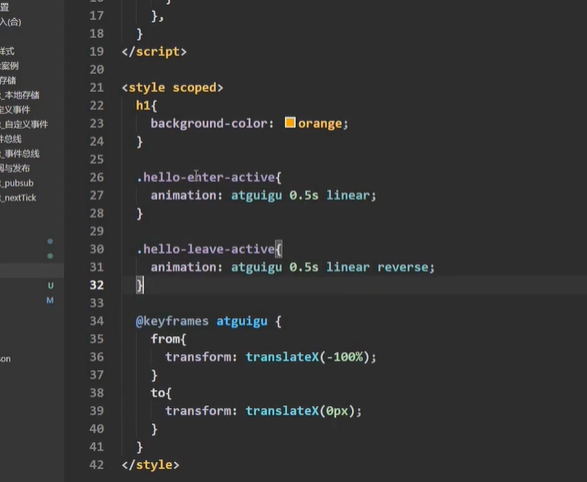 置
入(合)
样式
案例
存储
_本地存储
定义事件
_自定义事件
件总线
_事件总线
阅与发布
_pubsub
_nextTick
U
M
on
17 },
18 }
19 </script>
20
21 <style scoped>
22 h1{
23 background-color: orange;
24 }
25
26 .hello-enter-active{
27 animation: atguigu 0.5s linear;
28 }
29
30 .hello-leave-active{
31 animation: atguigu 0.5s linear reverse;
32 }
33
34 @keyframes atguigu {
35 from{
36 transform: translateX(-100%);
37 }
38 to{
39 transform: translateX(0px);
40 }
41 }
42 </style>